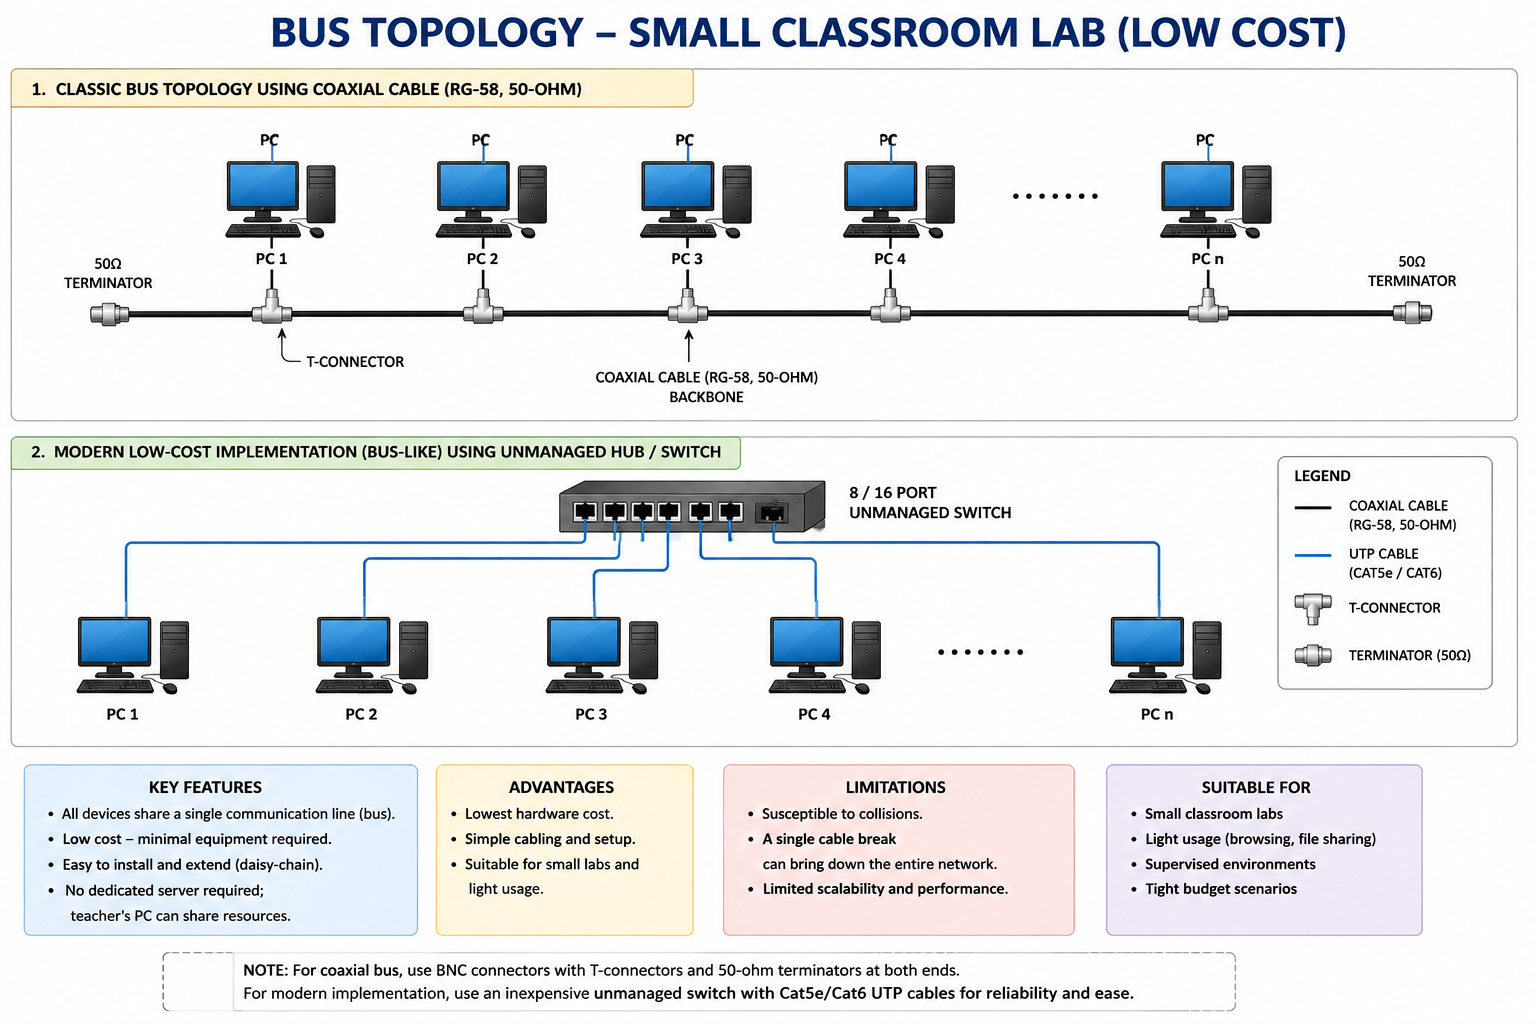 BUS TOPOLOGY – SMALL CLASSROOM LAB (LOW COST)
1. CLASSIC BUS TOPOLOGY USING COAXIAL CABLE (RG-58, 50-OHM)
PC
PC
PC
PC
PC
PC 1
PC 2
PC 3
PC 4
PC n
50Ω
TERMINATOR
50Ω
TERMINATOR
T-CONNECTOR
COAXIAL CABLE (RG-58, 50-OHM)
BACKBONE
2. MODERN LOW-COST IMPLEMENTATION (BUS-LIKE) USING UNMANAGED HUB / SWITCH
8 / 16 PORT
UNMANAGED SWITCH
PC 1
PC 2
PC 3
PC 4
PC n
LEGEND
COAXIAL CABLE
(RG-58, 50-OHM)
UTP CABLE
(CAT5e / CAT6)
T-CONNECTOR
TERMINATOR (50Ω)
KEY FEATURES
• All devices share a single communication line (bus).
• Low cost – minimal equipment required.
• Easy to install and extend (daisy-chain).
• No dedicated server required;
teacher's PC can share resources.
ADVANTAGES
• Lowest hardware cost.
• Simple cabling and setup.
• Suitable for small labs and
light usage.
LIMITATIONS
• Susceptible to collisions.
• A single cable break
can bring down the entire network.
• Limited scalability and performance.
SUITABLE FOR
• Small classroom labs
• Light usage (browsing, file sharing)
• Supervised environments
• Tight budget scenarios
NOTE: For coaxial bus, use BNC connectors with T-connectors and 50-ohm terminators at both ends.
For modern implementation, use an inexpensive unmanaged switch with Cat5e/Cat6 UTP cables for reliability and ease.